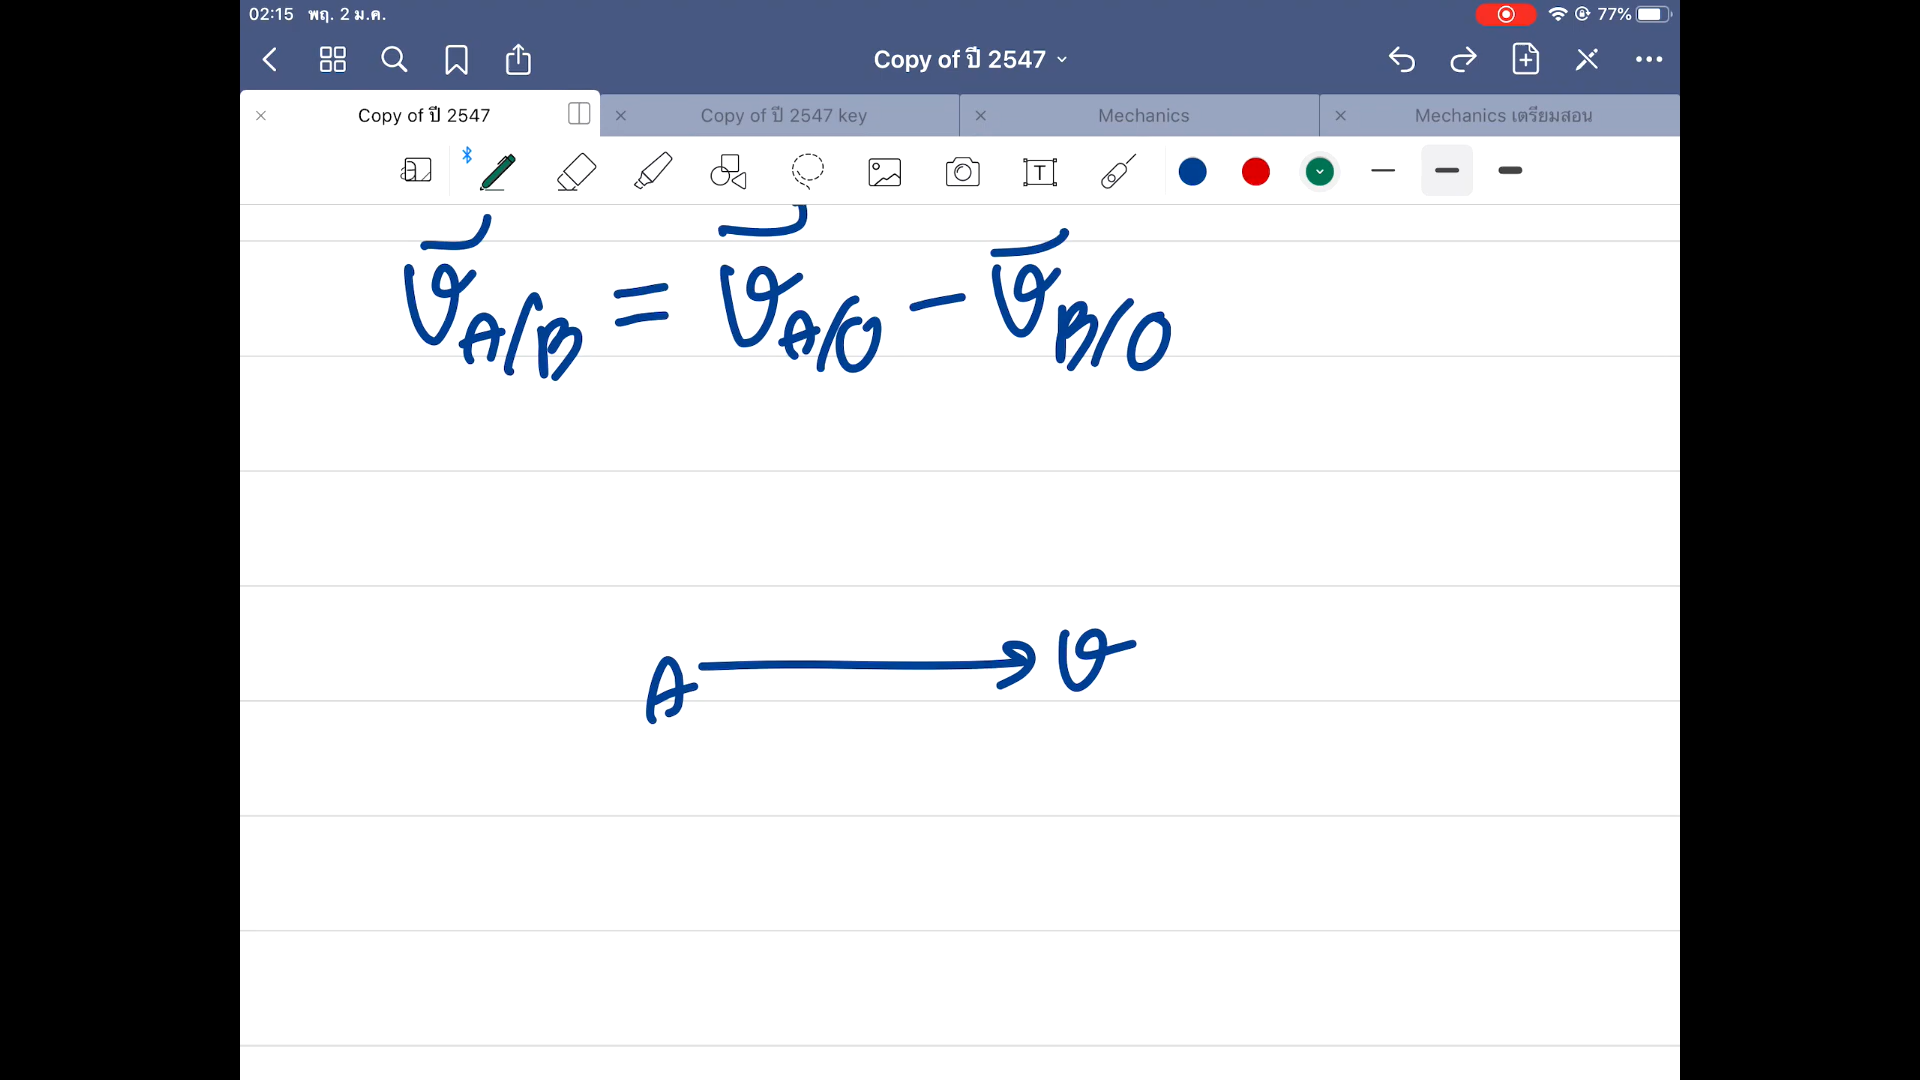 02:15 พฤ. 2 ม.ค. 77%
Copy of ปี 2547
Copy of ปี 2547 Copy of ปี 2547 key Mechanics Mechanics เตรียมสอน
v⃗_{A/B} = v⃗_{A/O} - v⃗_{B/O}
A → v